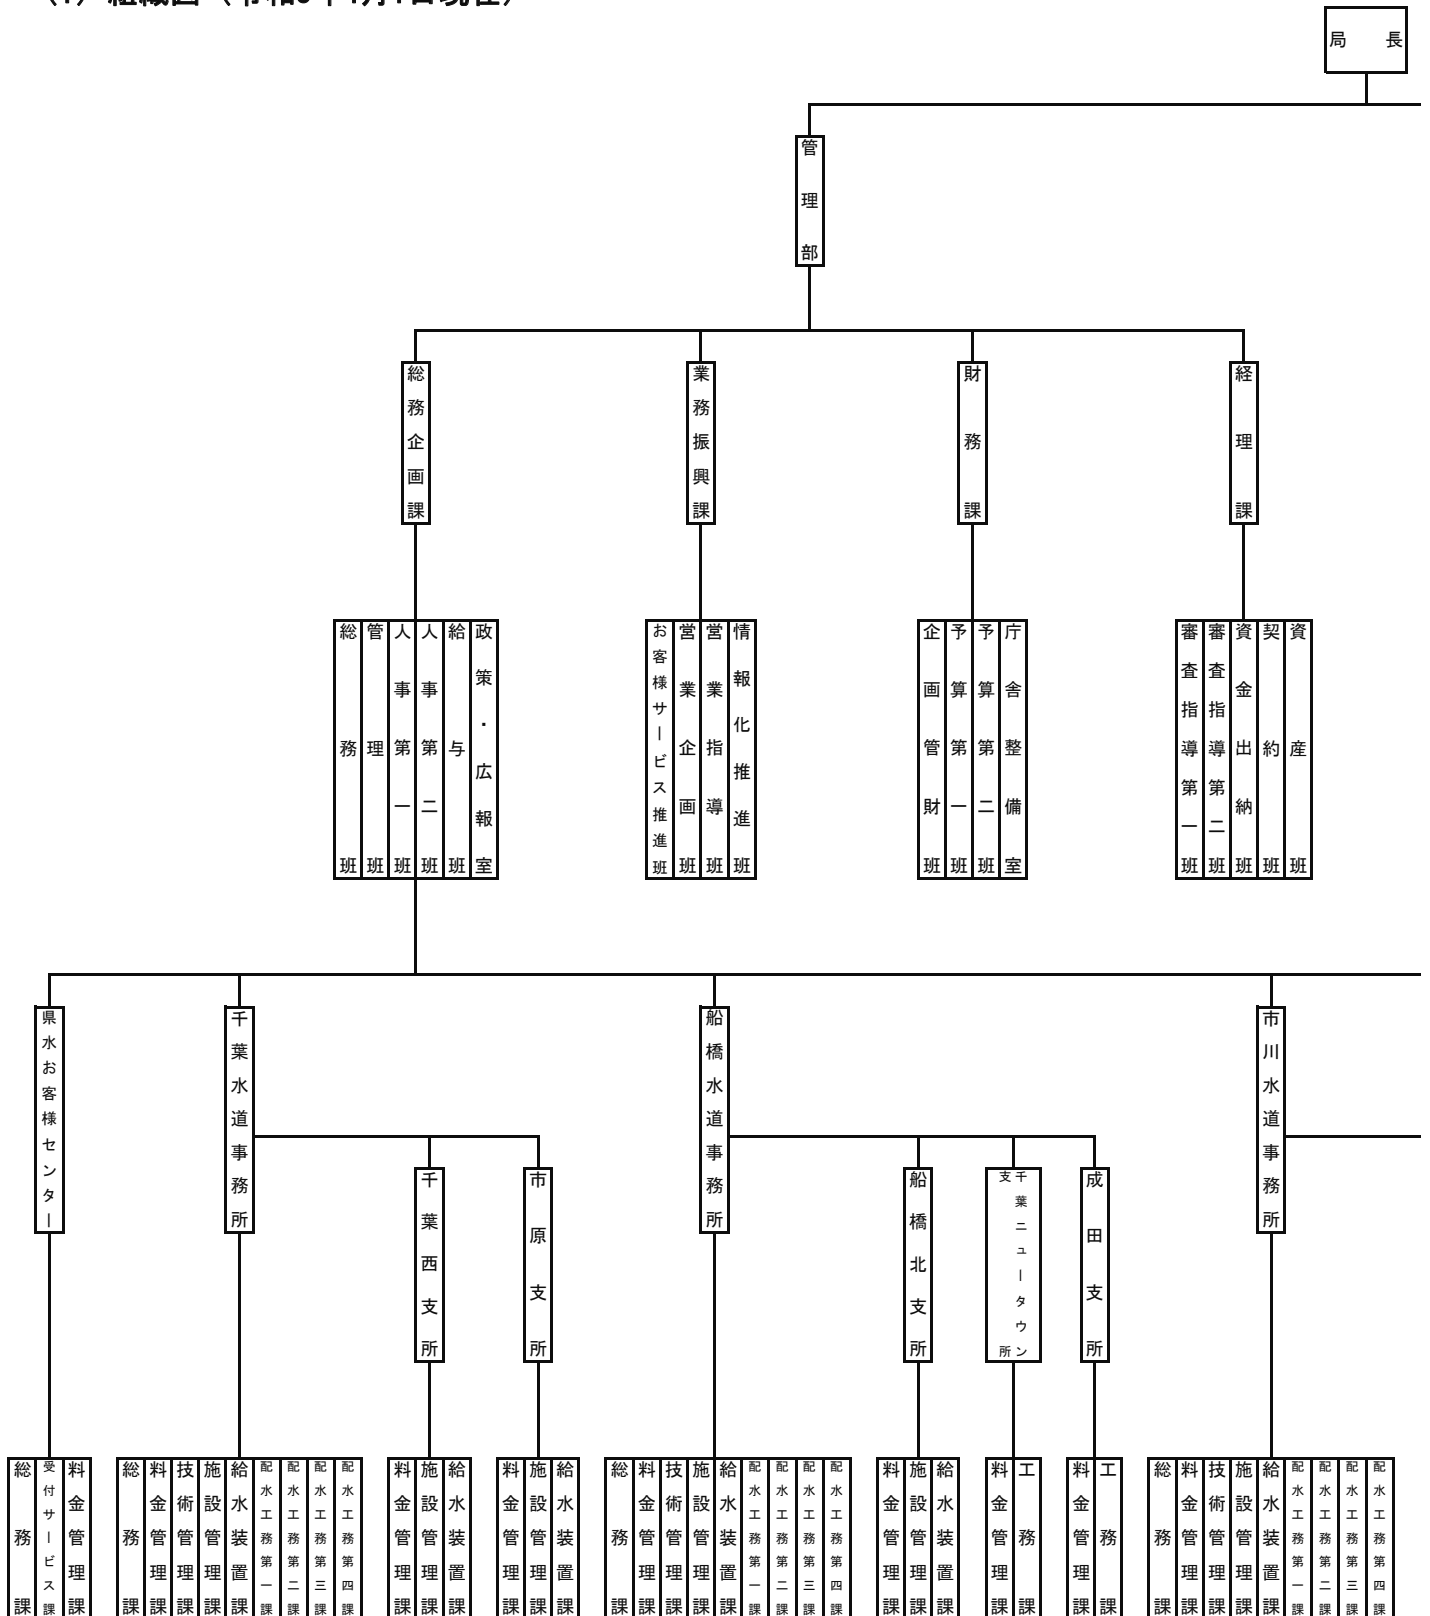 局　長
管理部
総務企画課
業務振興課
財務課
経理課
総務班
管理班
人事第一班
人事第二班
給与班
政策・広報室
お客様サービス推進班
営業企画班
営業指導班
情報化推進班
企画管財班
予算第一班
予算第二班
庁舎整備室
審査指導第一班
審査指導第二班
資金出納班
契約班
資産班
県水お客様センター
千葉水道事務所
船橋水道事務所
市川水道事務所
千葉西支所
市原支所
船橋北支所
千葉ニュータウン
支所
成田支所
総務課
受付サービス課
料金管理課
総務課
料金管理課
技術管理課
施設管理課
給水装置課
配水工務第一課
配水工務第二課
配水工務第三課
配水工務第四課
料金管理課
施設管理課
給水装置課
料金管理課
施設管理課
給水装置課
総務課
料金管理課
技術管理課
施設管理課
給水装置課
配水工務第一課
配水工務第二課
配水工務第三課
配水工務第四課
料金管理課
施設管理課
給水装置課
料金管理課
工務課
料金管理課
工務課
総務課
料金管理課
技術管理課
施設管理課
給水装置課
配水工務第一課
配水工務第二課
配水工務第三課
配水工務第四課